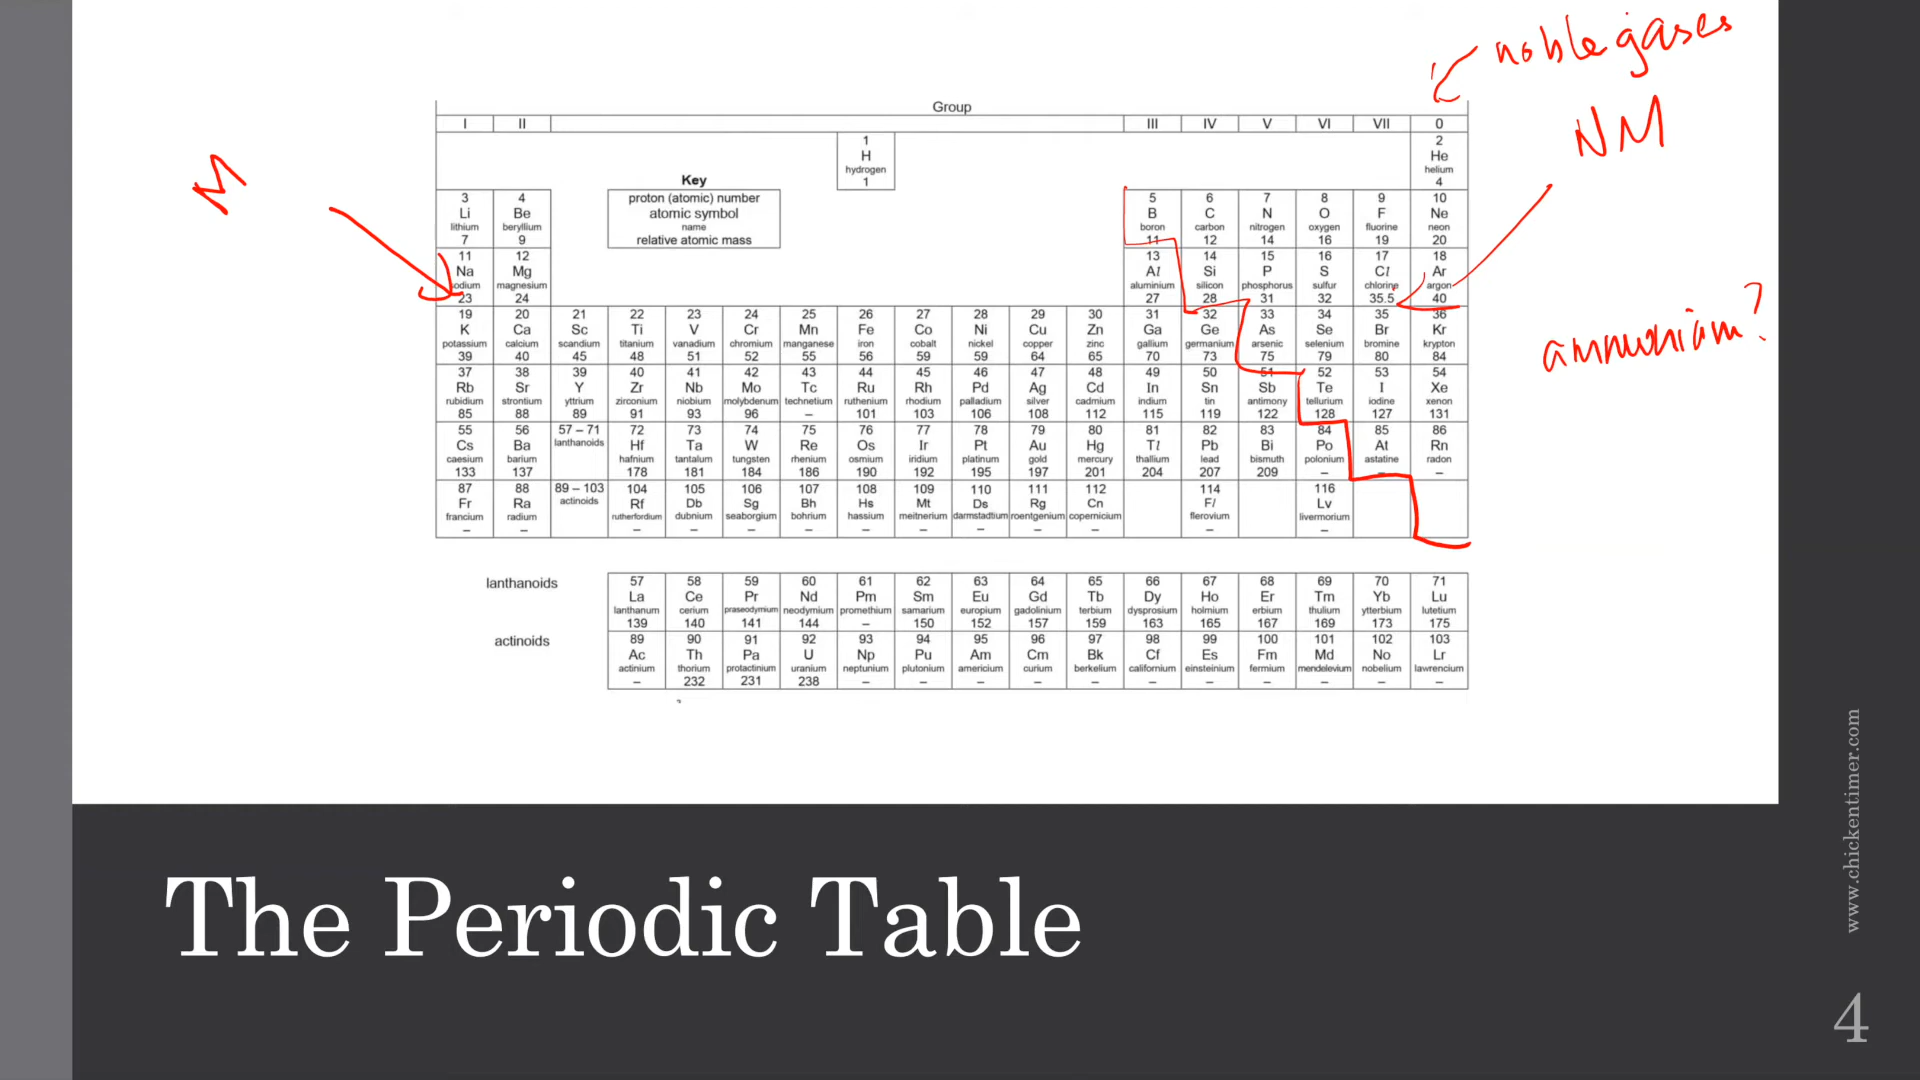 noble gases
NM
M
ammonium?
Group
I II III IV V VI VII 0
1 2
H He
hydrogen helium
1 4
Key
3 4 proton (atomic) number 5 6 7 8 9 10
Li Be atomic symbol B C N O F Ne
lithium beryllium name boron carbon nitrogen oxygen fluorine neon
7 9 relative atomic mass 11 12 14 16 19 20
11 12 13 14 15 16 17 18
Na Mg Al Si P S Cl Ar
sodium magnesium aluminium silicon phosphorus sulfur chlorine argon
23 24 27 28 31 32 35.5 40
19 20 21 22 23 24 25 26 27 28 29 30 31 32 33 34 35 36
K Ca Sc Ti V Cr Mn Fe Co Ni Cu Zn Ga Ge As Se Br Kr
potassium calcium scandium titanium vanadium chromium manganese iron cobalt nickel copper zinc gallium germanium arsenic selenium bromine krypton
39 40 45 48 51 52 55 56 59 59 64 65 70 73 75 79 80 84
37 38 39 40 41 42 43 44 45 46 47 48 49 50 51 52 53 54
Rb Sr Y Zr Nb Mo Tc Ru Rh Pd Ag Cd In Sn Sb Te I Xe
rubidium strontium yttrium zirconium niobium molybdenum technetium ruthenium rhodium palladium silver cadmium indium tin antimony tellurium iodine xenon
85 88 89 91 93 96 – 101 103 106 108 112 115 119 122 128 127 131
55 56 57 – 71 72 73 74 75 76 77 78 79 80 81 82 83 84 85 86
Cs Ba lanthanoids Hf Ta W Re Os Ir Pt Au Hg Tl Pb Bi Po At Rn
caesium barium hafnium tantalum tungsten rhenium osmium iridium platinum gold mercury thallium lead bismuth polonium astatine radon
133 137 178 181 184 186 190 192 195 197 201 204 207 209 – – –
87 88 89 – 103 104 105 106 107 108 109 110 111 112 114 116
Fr Ra actinoids Rf Db Sg Bh Hs Mt Ds Rg Cn Fl Lv
francium radium rutherfordium dubnium seaborgium bohrium hassium meitnerium darmstadtium roentgenium copernicium flerovium livermorium
– – – – – – – – – – – – –
lanthanoids 57 58 59 60 61 62 63 64 65 66 67 68 69 70 71
La Ce Pr Nd Pm Sm Eu Gd Tb Dy Ho Er Tm Yb Lu
lanthanum cerium praseodymium neodymium promethium samarium europium gadolinium terbium dysprosium holmium erbium thulium ytterbium lutetium
139 140 141 144 – 150 152 157 159 163 165 167 169 173 175
actinoids 89 90 91 92 93 94 95 96 97 98 99 100 101 102 103
Ac Th Pa U Np Pu Am Cm Bk Cf Es Fm Md No Lr
actinium thorium protactinium uranium neptunium plutonium americium curium berkelium californium einsteinium fermium mendelevium nobelium lawrencium
– 232 231 238 – – – – – – – – – – –
The Periodic Table
www.chickentimer.com
4